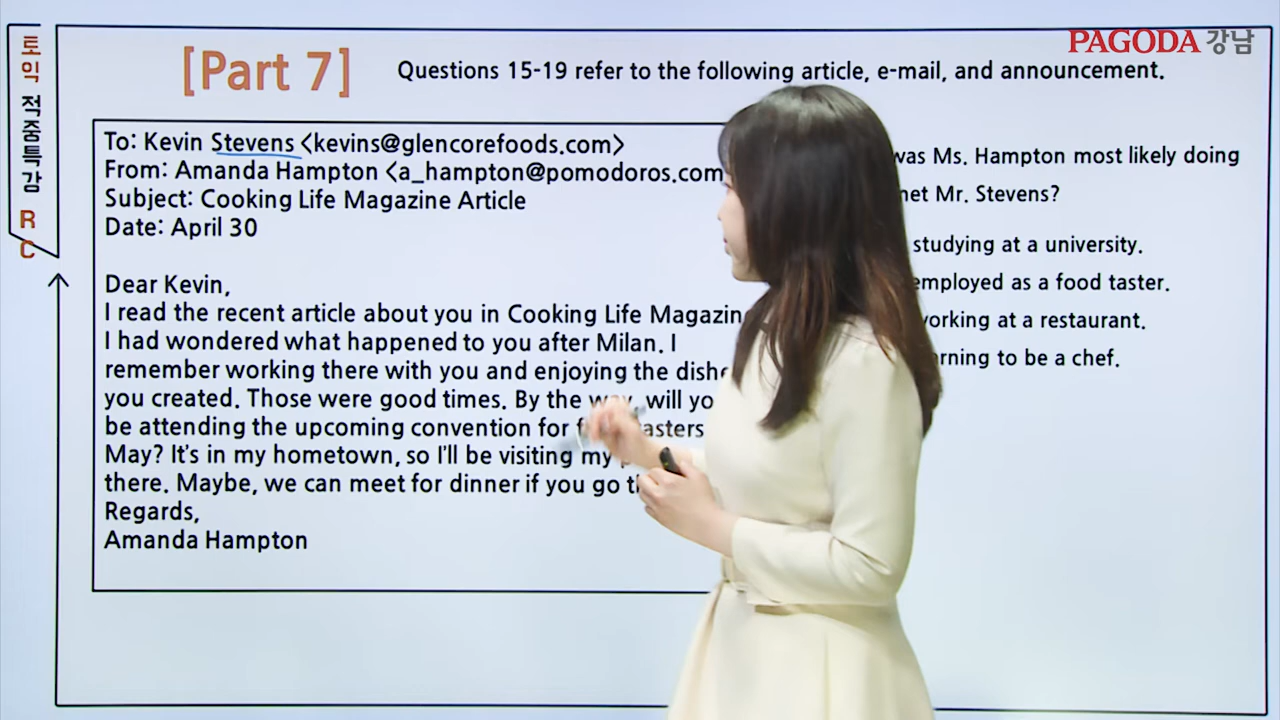 PAGODA 강남
토익 적중특강 RC
[Part 7]
Questions 15-19 refer to the following article, e-mail, and announcement.
To: Kevin Stevens <kevins@glencorefoods.com>
From: Amanda Hampton <a_hampton@pomodoros.com
Subject: Cooking Life Magazine Article
Date: April 30
Dear Kevin,
I read the recent article about you in Cooking Life
I had wondered what happened to you after Milan. I
remember working there with you and enjoying the
you created. Those were good times. By the will
be attending the upcoming convention for
May? It's in my hometown, so I'll be visiting my
there. Maybe, we can meet for dinner if you go
Regards,
Amanda Hampton
was Ms. Hampton most likely doing
Mr. Stevens?
studying at a university.
employed as a food taster.
working at a restaurant.
to be a chef.